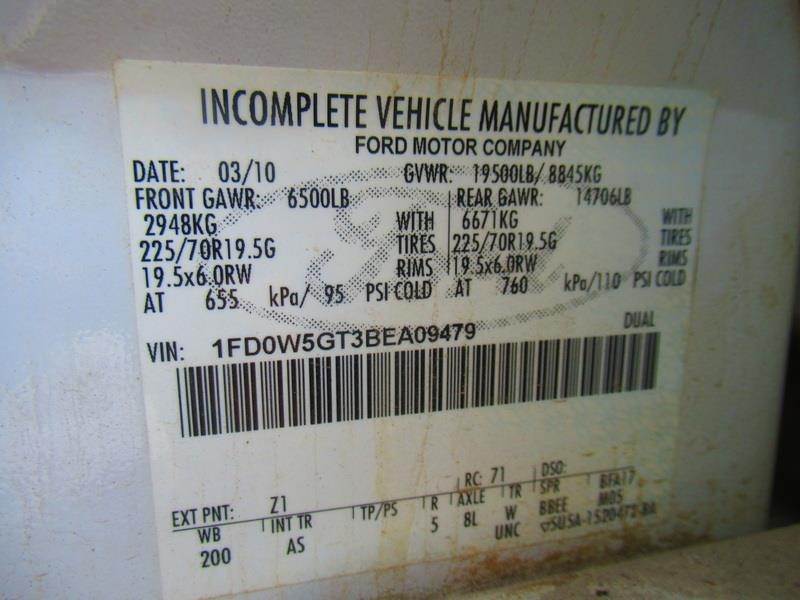 INCOMPLETE VEHICLE MANUFACTURED BY
FORD MOTOR COMPANY
DATE: 03/10 GVWR: 19500LB/ 8845KG
FRONT GAWR: 6500LB REAR GAWR: 14706LB
2948KG WITH 6671KG WITH
225/70R19.5G TIRES 225/70R19.5G TIRES
19.5x6.0RW RIMS 19.5x6.0RW RIMS
AT 655 kPa/ 95 PSI COLD AT 760 kPa/110 PSI COLD
DUAL
VIN: 1FD0W5GT3BEA09479
EXT PNT: Z1 RC: 71 DSO:
WB INT TR TP/PS R AXLE TR SPR BFA17
200 AS 5 8L W BBEE M05
UNC